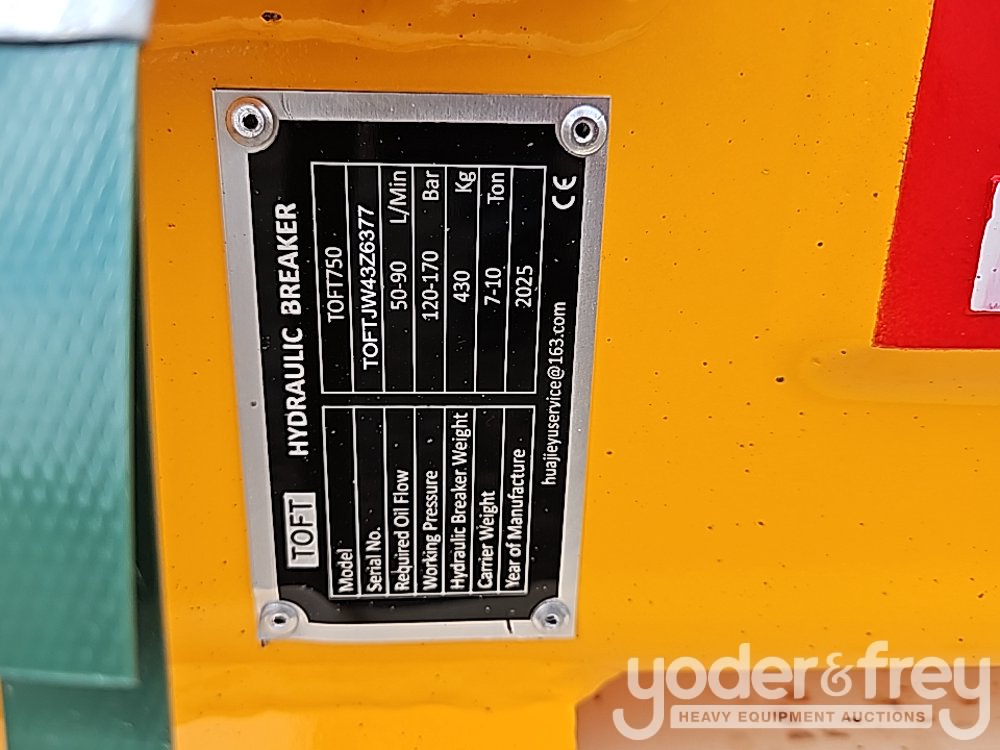 TOFT HYDRAULIC BREAKER
Model TOFT750
Serial No. TOFTJW43Z6377
Required Oil Flow 50-90 L/Min
Working Pressure 120-170 Bar
Hydraulic Breaker Weight 430 Kg
Carrier Weight 7-10 Ton
Year of Manufacture 2025
huajieyuservice@163.com CE
yoder&frey
HEAVY EQUIPMENT AUCTIONS